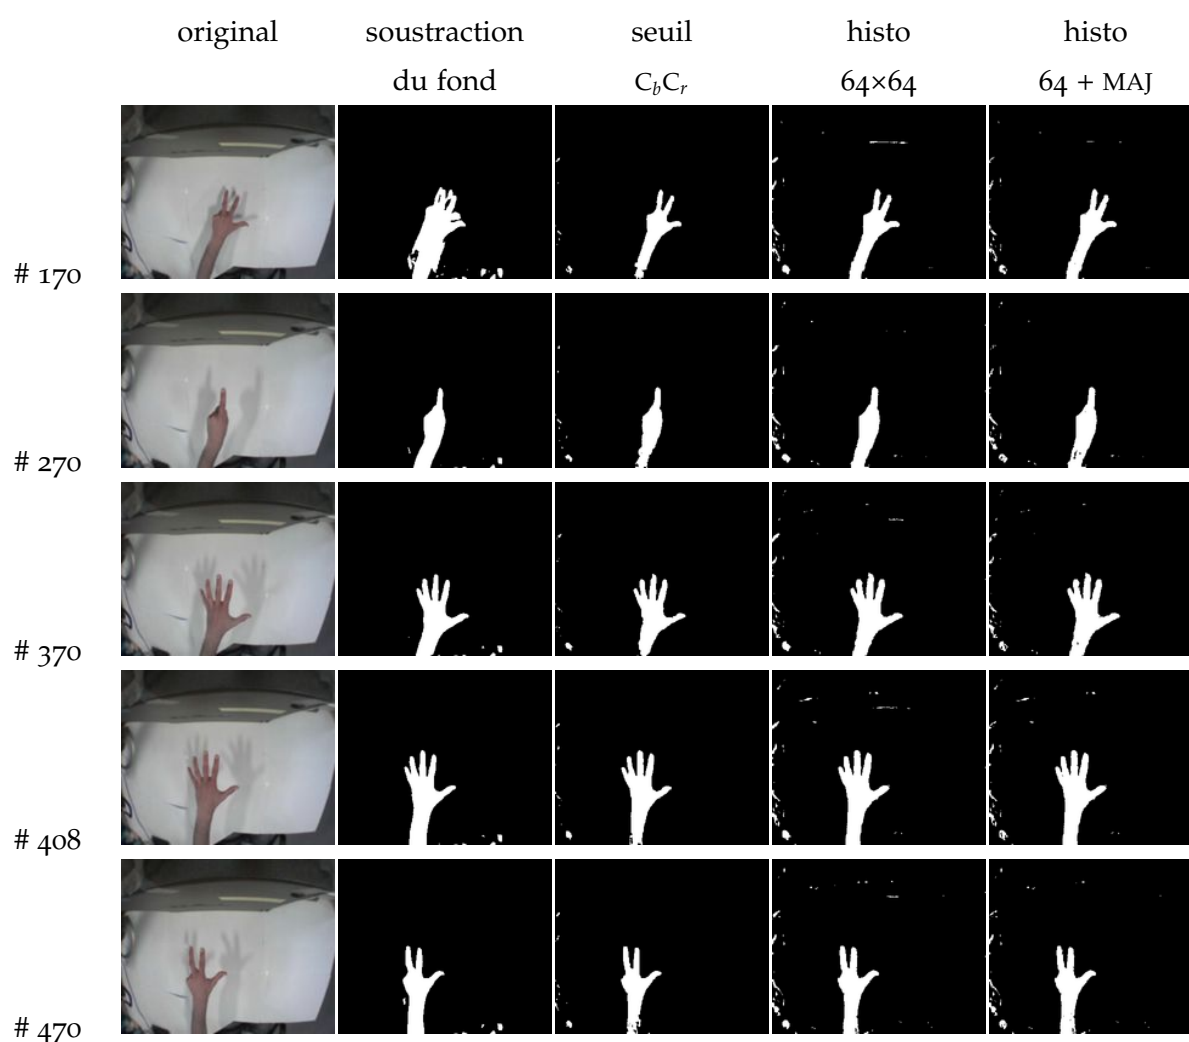 original soustraction seuil histo histo
du fond CbCr 64×64 64 + MAJ
# 170
# 270
# 370
# 408
# 470